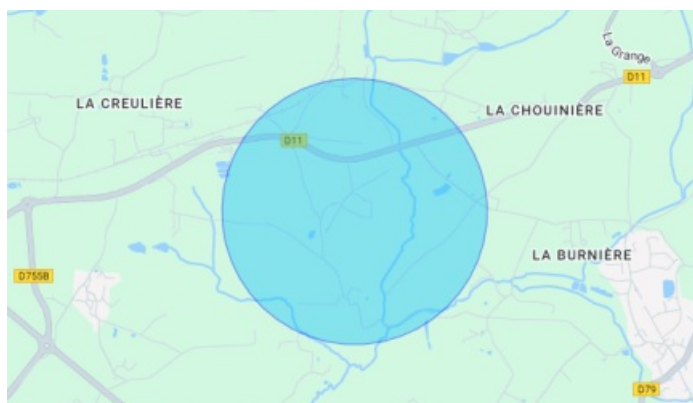 La Grange
D11
LA CREULIÈRE
LA CHOUINIÈRE
D11
LA BURNIÈRE
D755B
D79